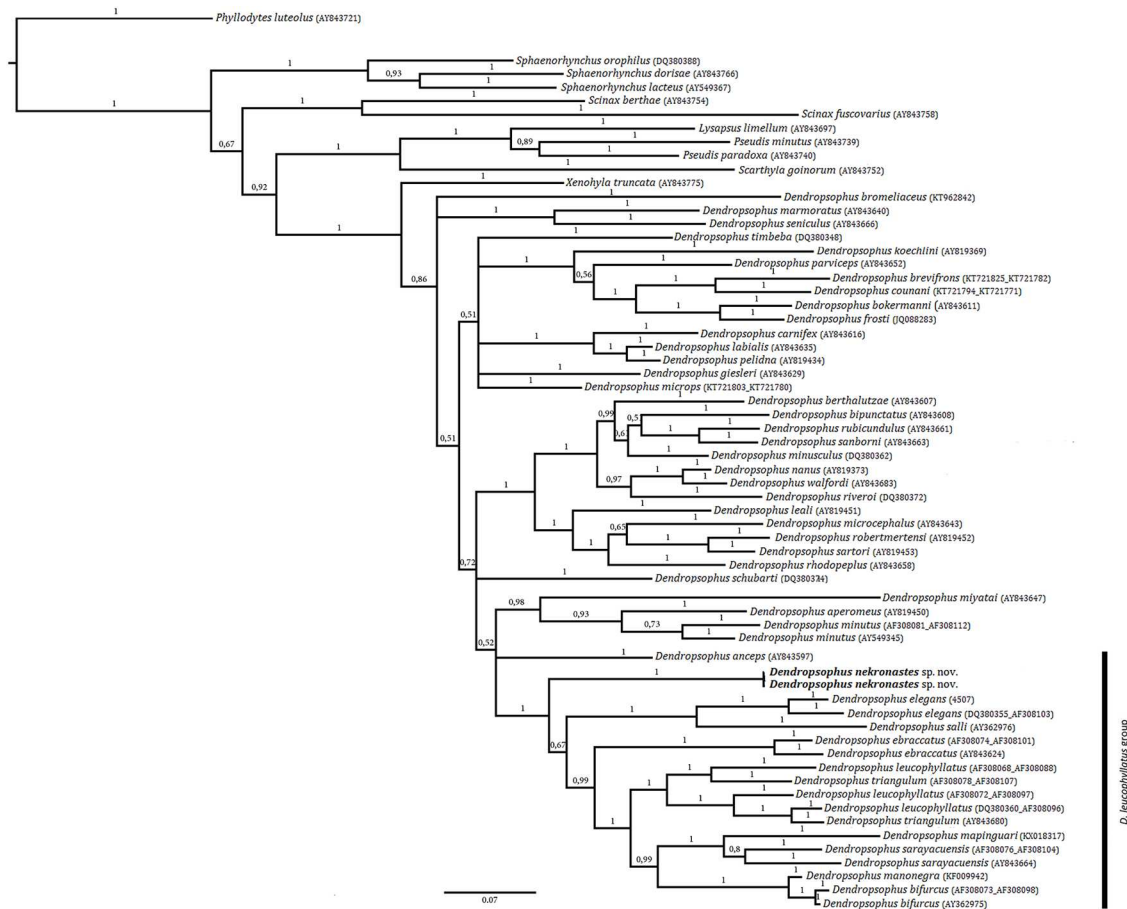 1
Phyllodytes luteolus (AY843721)
1
Sphaenorhynchus orophilus (DQ380388)
1
0,93
Sphaenorhynchus dorisae (AY843766)
1
1
Sphaenorhynchus lacteus (AY549367)
1
Scinax berthae (AY843754)
1
1
Scinax fuscovarius (AY843758)
Lysapsus limellum (AY843697)
1
1
0,89
Pseudis minutus (AY843739)
1
0,67
1
Pseudis paradoxa (AY843740)
1
Scarthyla goinorum (AY843752)
1
0,92
Xenohyla truncata (AY843775)
1
Dendropsophus bromeliaceus (KT962842)
1
Dendropsophus marmoratus (AY843640)
1
1
Dendropsophus seniculus (AY843666)
1
Dendropsophus timbeba (DQ380348)
1
Dendropsophus koechlini (AY819369)
1
1
0,56
Dendropsophus parviceps (AY843652)
1
0,86
Dendropsophus brevifrons (KT721825_KT721782)
1
1
1
Dendropsophus counani (KT721794_KT721771)
1
Dendropsophus bokermanni (AY843611)
1
1
Dendropsophus frosti (JQ088283)
1
0,51
Dendropsophus carnifex (AY843616)
1
1
Dendropsophus labialis (AY843635)
1
1
Dendropsophus pelidna (AY819434)
1
Dendropsophus giesleri (AY843629)
1
Dendropsophus microps (KT721803_KT721780)
1
Dendropsophus berthalutzae (AY843607)
1
0,99
0,5
Dendropsophus bipunctatus (AY843608)
1
0,6
Dendropsophus rubicundulus (AY843661)
1
1
0,51
Dendropsophus sanborni (AY843663)
1
Dendropsophus minusculus (DQ380362)
1
Dendropsophus nanus (AY819373)
1
1
0,97
Dendropsophus walfordi (AY843683)
1
1
Dendropsophus riveroi (DQ380372)
1
Dendropsophus leali (AY819451)
1
1
0,65
Dendropsophus microcephalus (AY843643)
1
Dendropsophus robertmertensi (AY819452)
1
1
1
Dendropsophus sartori (AY819453)
1
1
Dendropsophus rhodopeplus (AY843658)
1
0,72
Dendropsophus schubarti (DQ380374)
1
0,98
Dendropsophus miyatai (AY843647)
1
0,93
Dendropsophus aperomeus (AY819450)
1
0,73
Dendropsophus minutus (AF308081_AF308112)
1
Dendropsophus minutus (AY549345)
1
0,52
Dendropsophus anceps (AY843597)
1
Dendropsophus nekronastes sp. nov.
1
Dendropsophus nekronastes sp. nov.
Dendropsophus elegans (4507)
1
1
1
Dendropsophus elegans (DQ380355_AF308103)
1
1
Dendropsophus salli (AY362976)
1
0,67
Dendropsophus ebraccatus (AF308074_AF308101)
1
1
Dendropsophus ebraccatus (AY843624)
1
0,99
Dendropsophus leucophyllatus (AF308068_AF308088)
1
1
Dendropsophus triangulum (AF308078_AF308107)
1
1
Dendropsophus leucophyllatus (AF308072_AF308097)
1
1
Dendropsophus leucophyllatus (DQ380360_AF308096)
1
1
Dendropsophus triangulum (AY843680)
1
1
Dendropsophus mapinguari (KX018317)
1
0,99
0,8
Dendropsophus sarayacuensis (AF308076_AF308104)
1
Dendropsophus sarayacuensis (AY843664)
1
Dendropsophus manonegra (KF009942)
1
1
Dendropsophus bifurcus (AF308073_AF308098)
1
1
1
Dendropsophus bifurcus (AY362975)
0.07
D. leucophyllatus group